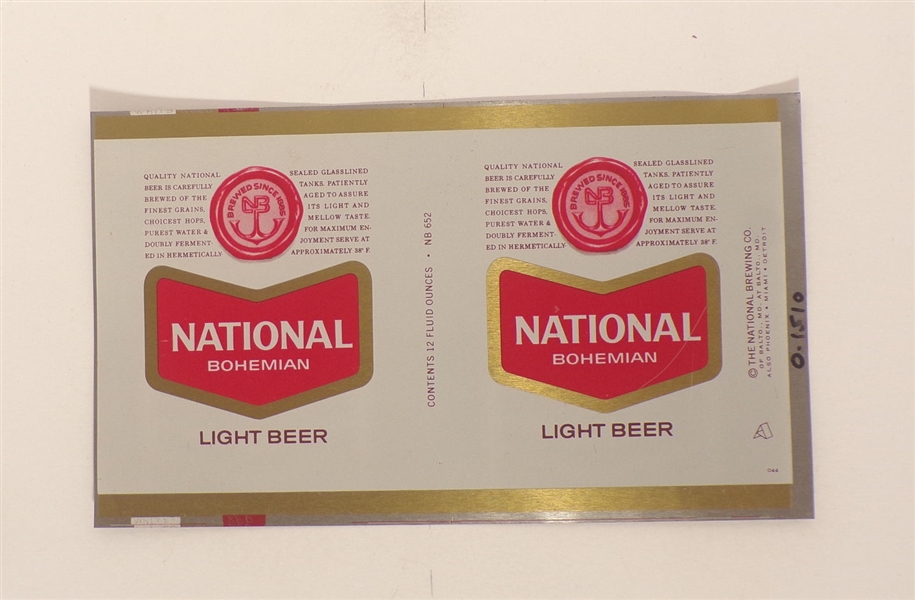 QUALITY NATIONAL
BEER IS CAREFULLY
BREWED OF THE
FINEST GRAINS,
CHOICEST HOPS,
PUREST WATER &
DOUBLY FERMENT-
ED IN HERMETICALLY
BREWED SINCE 1885
NB
SEALED GLASSLINED
TANKS. PATIENTLY
AGED TO ASSURE
ITS LIGHT AND
MELLOW TASTE.
FOR MAXIMUM EN-
JOYMENT SERVE AT
APPROXIMATELY 38° F.
NATIONAL
BOHEMIAN
LIGHT BEER
CONTENTS 12 FLUID OUNCES • NB 652
QUALITY NATIONAL
BEER IS CAREFULLY
BREWED OF THE
FINEST GRAINS,
CHOICEST HOPS,
PUREST WATER &
DOUBLY FERMENT-
ED IN HERMETICALLY
BREWED SINCE 1885
NB
SEALED GLASSLINED
TANKS. PATIENTLY
AGED TO ASSURE
ITS LIGHT AND
MELLOW TASTE.
FOR MAXIMUM EN-
JOYMENT SERVE AT
APPROXIMATELY 38° F.
NATIONAL
BOHEMIAN
LIGHT BEER
© THE NATIONAL BREWING CO.
OF BALTO., MD. AT BALTO., MD.
ALSO PHOENIX • MIAMI • DETROIT
0.1510